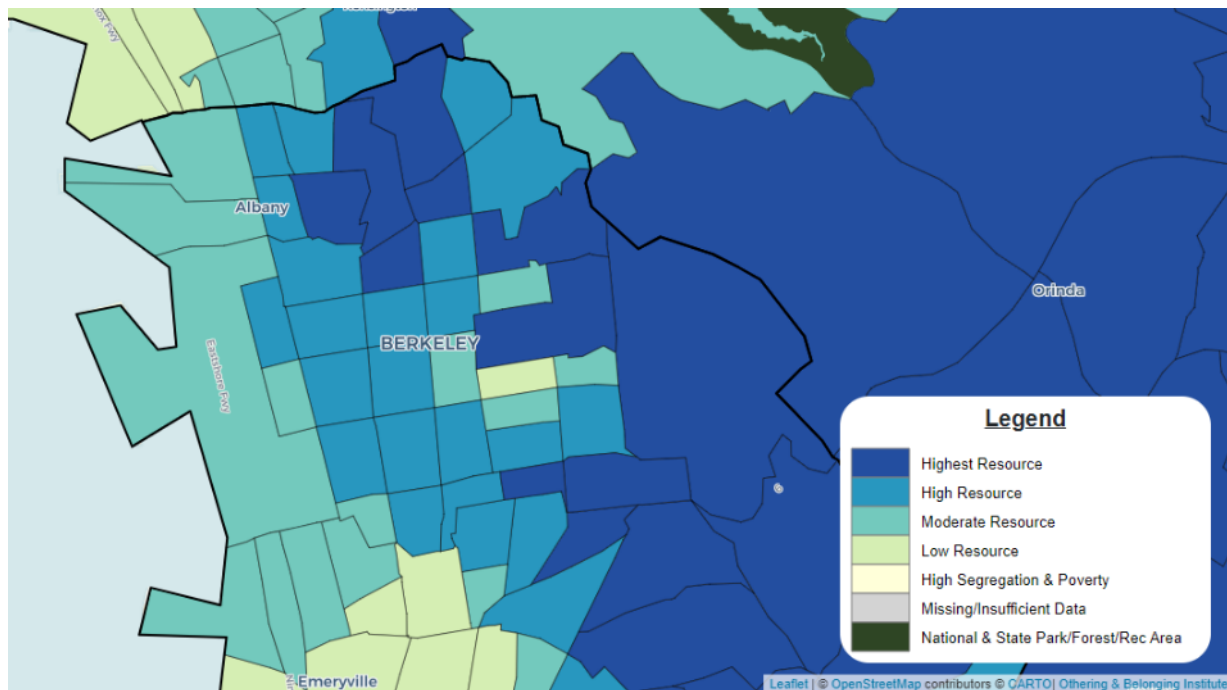 Kensington
Albany
BERKELEY
Eastshore Fwy
Orinda
Emeryville
Legend
Highest Resource
High Resource
Moderate Resource
Low Resource
High Segregation & Poverty
Missing/Insufficient Data
National & State Park/Forest/Rec Area
Leaflet | © OpenStreetMap contributors © CARTO| Othering & Belonging Institute